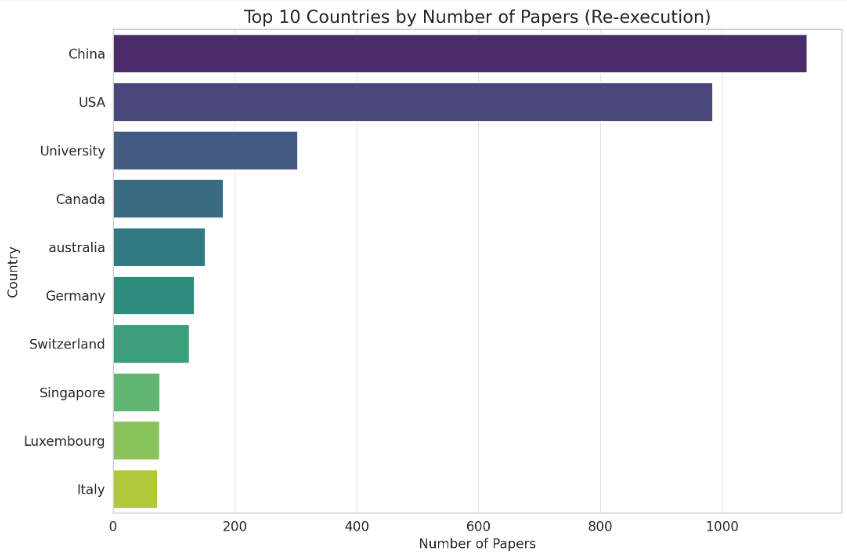 Top 10 Countries by Number of Papers (Re-execution)
China
USA
University
Canada
australia
Germany
Switzerland
Singapore
Luxembourg
Italy
Country
0 200 400 600 800 1000
Number of Papers